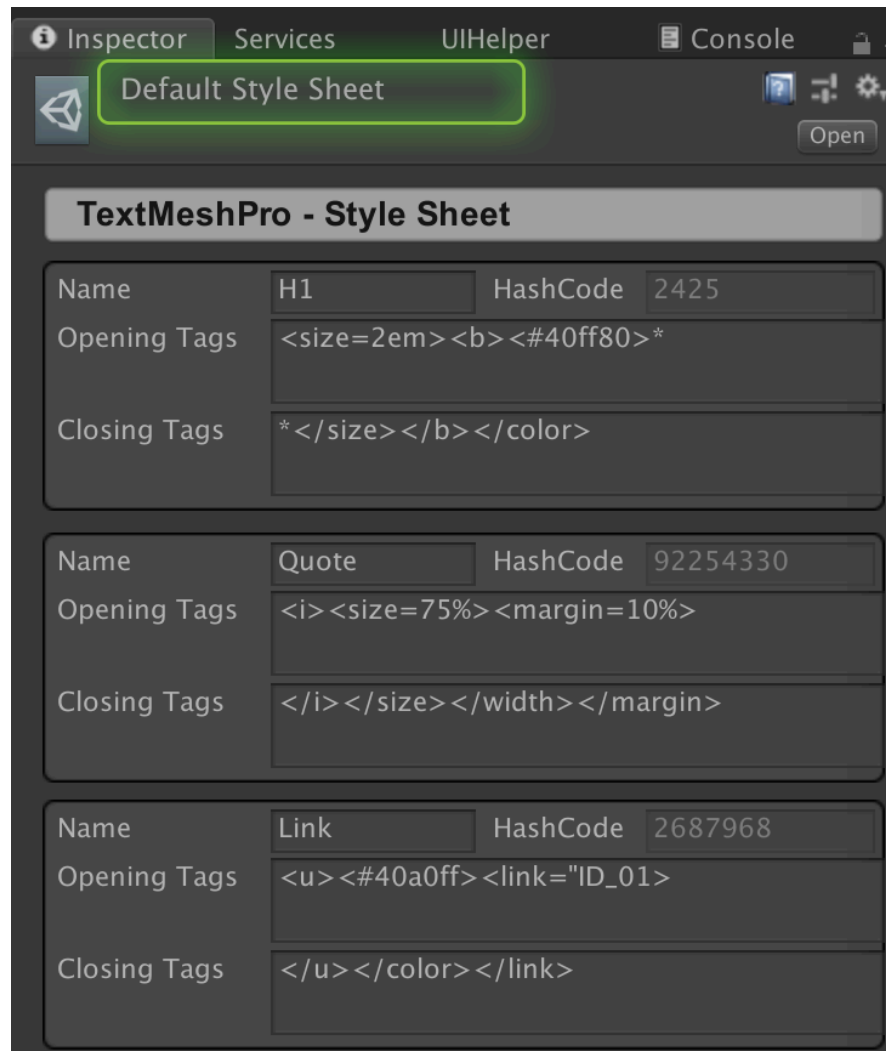 Inspector Services UIHelper Console
Default Style Sheet
Open
TextMeshPro - Style Sheet
Name H1 HashCode 2425
Opening Tags <size=2em><b><#40ff80>*
Closing Tags *</size></b></color>
Name Quote HashCode 92254330
Opening Tags <i><size=75%><margin=10%>
Closing Tags </i></size></width></margin>
Name Link HashCode 2687968
Opening Tags <u><#40a0ff><link="ID_01>
Closing Tags </u></color></link>